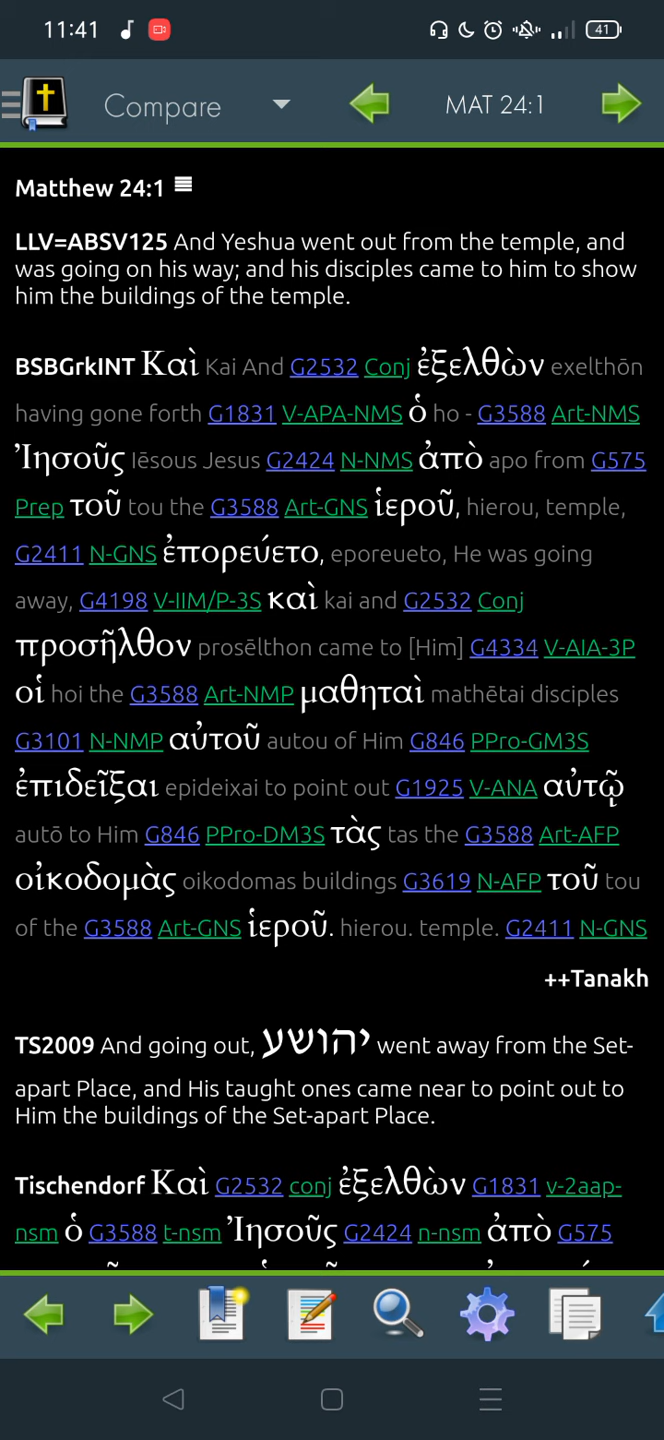 11:41
41
Compare
MAT 24:1
Matthew 24:1
LLV=ABSV125 And Yeshua went out from the temple, and
was going on his way; and his disciples came to him to show
him the buildings of the temple.
BSBGrkINT Καὶ Kai And G2532 Conj ἐξελθὼν exelthōn
having gone forth G1831 V-APA-NMS ὁ ho - G3588 Art-NMS
Ἰησοῦς Iēsous Jesus G2424 N-NMS ἀπὸ apo from G575
Prep τοῦ tou the G3588 Art-GNS ἱεροῦ, hierou, temple,
G2411 N-GNS ἐπορεύετο, eporeueto, He was going
away, G4198 V-IIM/P-3S καὶ kai and G2532 Conj
προσῆλθον prosēlthon came to [Him] G4334 V-AIA-3P
οἱ hoi the G3588 Art-NMP μαθηταὶ mathētai disciples
G3101 N-NMP αὐτοῦ autou of Him G846 PPro-GM3S
ἐπιδεῖξαι epideixai to point out G1925 V-ANA αὐτῷ
autō to Him G846 PPro-DM3S τὰς tas the G3588 Art-AFP
οἰκοδομὰς oikodomas buildings G3619 N-AFP τοῦ tou
of the G3588 Art-GNS ἱεροῦ. hierou. temple. G2411 N-GNS
++Tanakh
TS2009 And going out, יהושע went away from the Set-
apart Place, and His taught ones came near to point out to
Him the buildings of the Set-apart Place.
Tischendorf Καὶ G2532 conj ἐξελθὼν G1831 v-2aap-
nsm ὁ G3588 t-nsm Ἰησοῦς G2424 n-nsm ἀπὸ G575